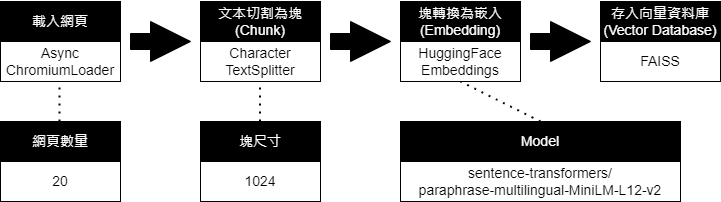 載入網頁
Async
ChromiumLoader
文本切割為塊
(Chunk)
Character
TextSplitter
塊轉換為嵌入
(Embedding)
HuggingFace
Embeddings
存入向量資料庫
(Vector Database)
FAISS
網頁數量
20
塊尺寸
1024
Model
sentence-transformers/
paraphrase-multilingual-MiniLM-L12-v2